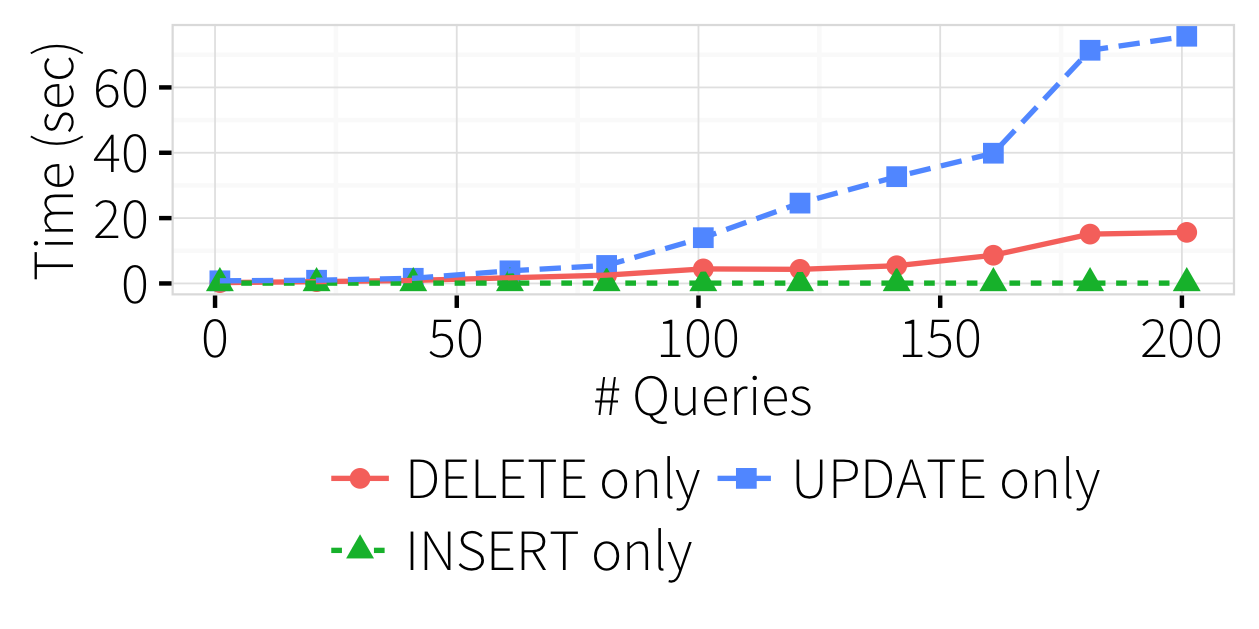 Time (sec)
60
40
20
0
0 50 100 150 200
# Queries
DELETE only UPDATE only
INSERT only